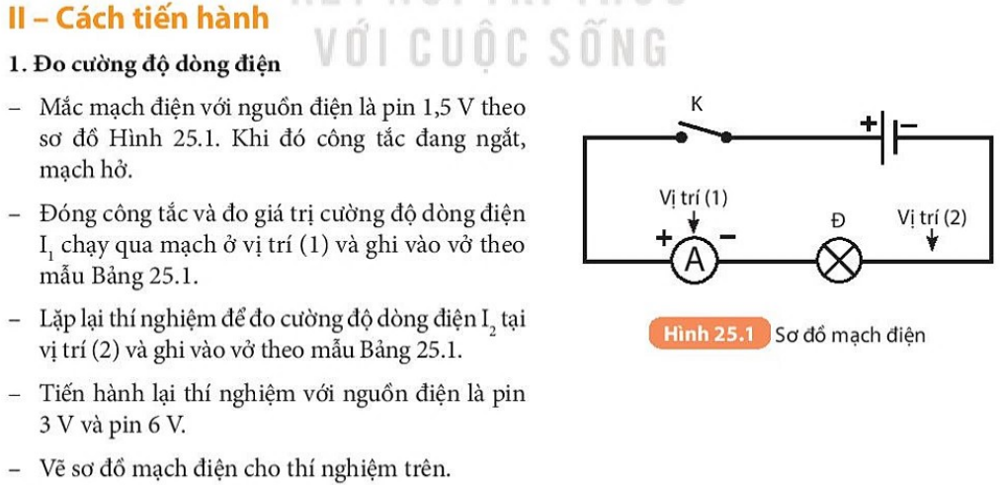 II – Cách tiến hành
VỚI CUỘC SỐNG
1. Đo cường độ dòng điện
– Mắc mạch điện với nguồn điện là pin 1,5 V theo
sơ đồ Hình 25.1. Khi đó công tắc đang ngắt,
mạch hở.
– Đóng công tắc và đo giá trị cường độ dòng điện
I₁ chạy qua mạch ở vị trí (1) và ghi vào vở theo
mẫu Bảng 25.1.
– Lặp lại thí nghiệm để đo cường độ dòng điện I₂ tại
vị trí (2) và ghi vào vở theo mẫu Bảng 25.1.
– Tiến hành lại thí nghiệm với nguồn điện là pin
3 V và pin 6 V.
– Vẽ sơ đồ mạch điện cho thí nghiệm trên.
K
+ –
Vị trí (1)
Đ
Vị trí (2)
+ –
A
Hình 25.1 Sơ đồ mạch điện